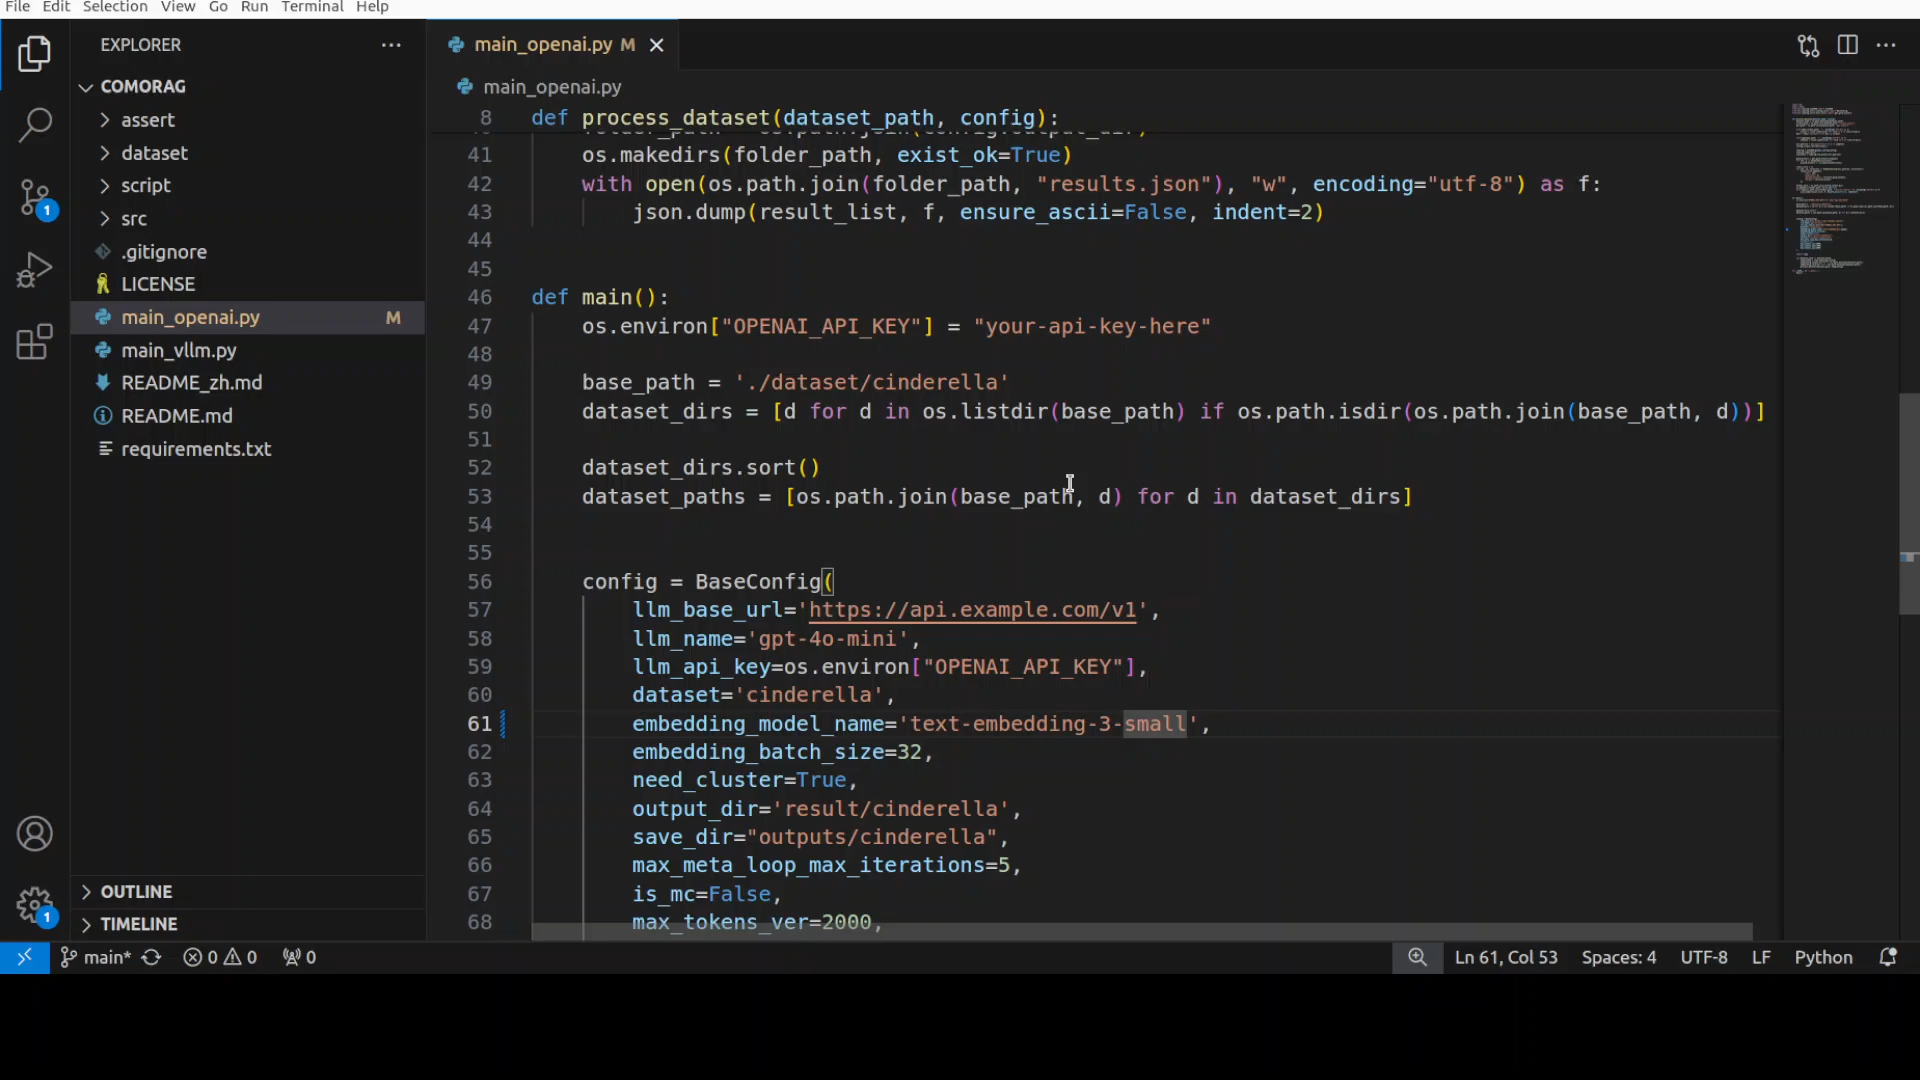 File Edit Selection View Go Run Terminal Help
EXPLORER
COMORAG
assert
dataset
script
src
.gitignore
LICENSE
main_openai.py M
main_vllm.py
README_zh.md
README.md
requirements.txt
OUTLINE
TIMELINE
1
1
main_openai.py M
main_openai.py
8 def process_dataset(dataset_path, config):
41 os.makedirs(folder_path, exist_ok=True)
42 with open(os.path.join(folder_path, "results.json"), "w", encoding="utf-8") as f:
43 json.dump(result_list, f, ensure_ascii=False, indent=2)
44
45
46 def main():
47 os.environ["OPENAI_API_KEY"] = "your-api-key-here"
48
49 base_path = './dataset/cinderella'
50 dataset_dirs = [d for d in os.listdir(base_path) if os.path.isdir(os.path.join(base_path, d))]
51
52 dataset_dirs.sort()
53 dataset_paths = [os.path.join(base_path, d) for d in dataset_dirs]
54
55
56 config = BaseConfig(
57 llm_base_url='https://api.example.com/v1',
58 llm_name='gpt-4o-mini',
59 llm_api_key=os.environ["OPENAI_API_KEY"],
60 dataset='cinderella',
61 embedding_model_name='text-embedding-3-small',
62 embedding_batch_size=32,
63 need_cluster=True,
64 output_dir='result/cinderella',
65 save_dir="outputs/cinderella",
66 max_meta_loop_max_iterations=5,
67 is_mc=False,
68 max_tokens_ver=2000,
main* 0 0 0 Ln 61, Col 53 Spaces: 4 UTF-8 LF Python